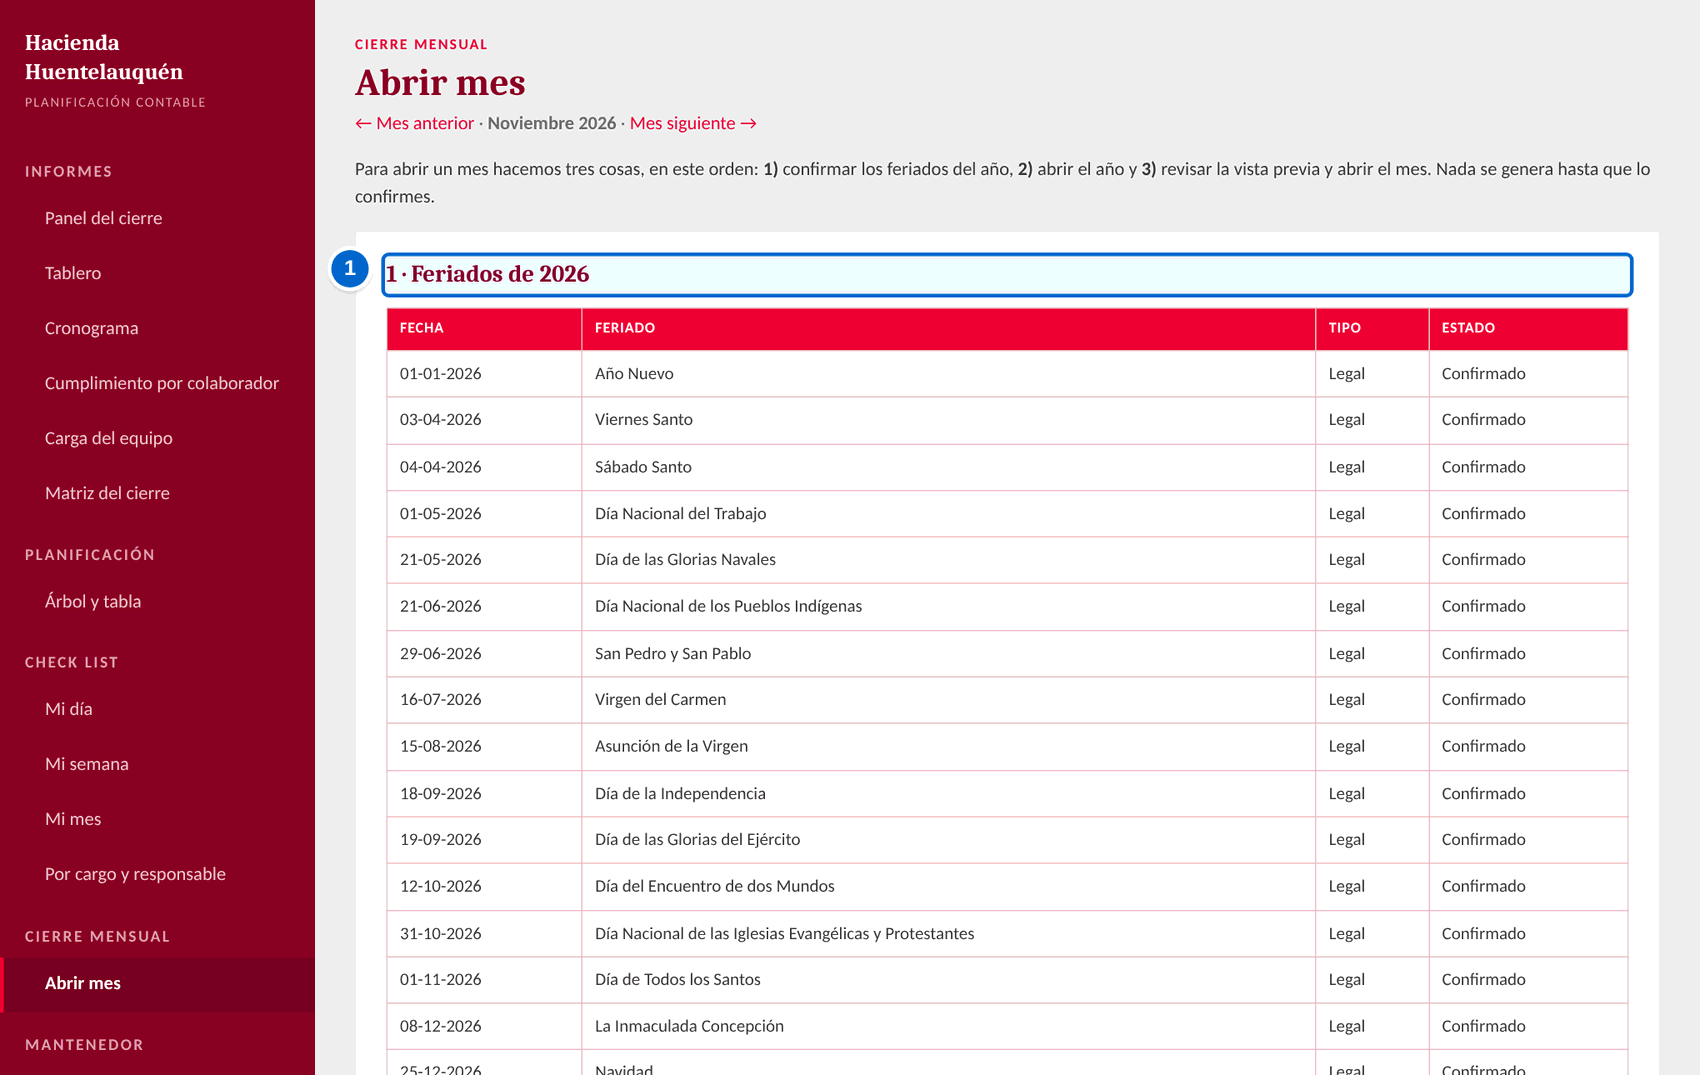 Hacienda
Huentelauquén
PLANIFICACIÓN CONTABLE
INFORMES
Panel del cierre
Tablero
Cronograma
Cumplimiento por colaborador
Carga del equipo
Matriz del cierre
PLANIFICACIÓN
Árbol y tabla
CHECK LIST
Mi día
Mi semana
Mi mes
Por cargo y responsable
CIERRE MENSUAL
Abrir mes
MANTENEDOR
CIERRE MENSUAL
Abrir mes
← Mes anterior · Noviembre 2026 · Mes siguiente →
Para abrir un mes hacemos tres cosas, en este orden: 1) confirmar los feriados del año, 2) abrir el año y 3) revisar la vista previa y abrir el mes. Nada se genera hasta que lo
confirmes.
1
1 · Feriados de 2026
FECHA FERIADO TIPO ESTADO
01-01-2026 Año Nuevo Legal Confirmado
03-04-2026 Viernes Santo Legal Confirmado
04-04-2026 Sábado Santo Legal Confirmado
01-05-2026 Día Nacional del Trabajo Legal Confirmado
21-05-2026 Día de las Glorias Navales Legal Confirmado
21-06-2026 Día Nacional de los Pueblos Indígenas Legal Confirmado
29-06-2026 San Pedro y San Pablo Legal Confirmado
16-07-2026 Virgen del Carmen Legal Confirmado
15-08-2026 Asunción de la Virgen Legal Confirmado
18-09-2026 Día de la Independencia Legal Confirmado
19-09-2026 Día de las Glorias del Ejército Legal Confirmado
12-10-2026 Día del Encuentro de dos Mundos Legal Confirmado
31-10-2026 Día Nacional de las Iglesias Evangélicas y Protestantes Legal Confirmado
01-11-2026 Día de Todos los Santos Legal Confirmado
08-12-2026 La Inmaculada Concepción Legal Confirmado
25-12-2026 Navidad Legal Confirmado